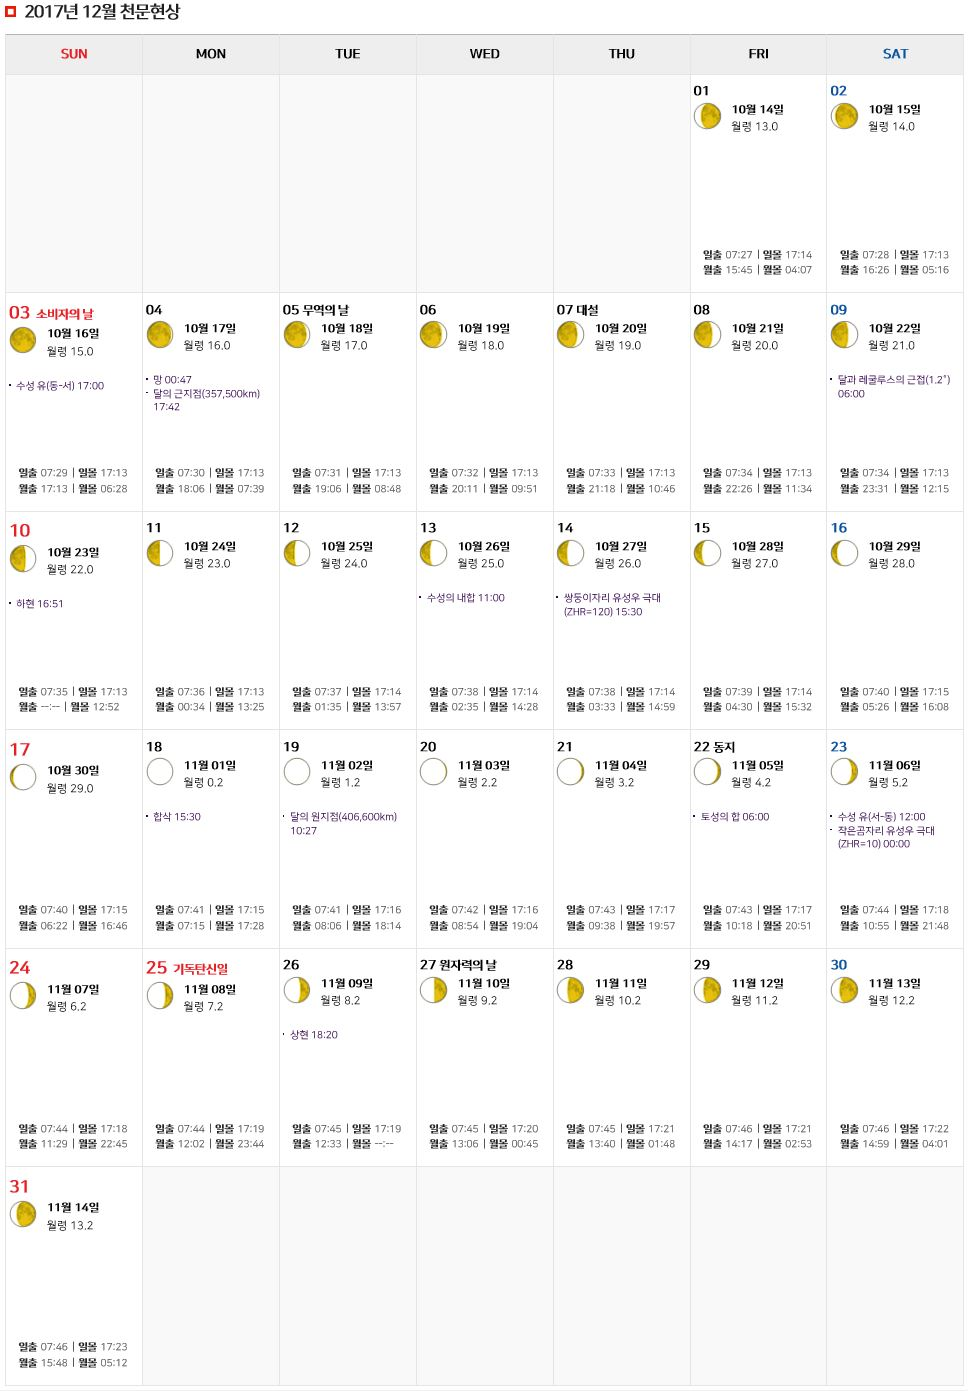 2017년 12월 천문현상
SUN MON TUE WED THU FRI SAT
01
10월 14일
월령 13.0
일출 07:27 | 일몰 17:14
월출 15:45 | 월몰 04:07
02
10월 15일
월령 14.0
일출 07:28 | 일몰 17:13
월출 16:26 | 월몰 05:16
03 소비자의 날
10월 16일
월령 15.0
수성 유(동-서) 17:00
일출 07:29 | 일몰 17:13
월출 17:13 | 월몰 06:28
04
10월 17일
월령 16.0
망 00:47
달의 근지점(357,500km)
17:42
일출 07:30 | 일몰 17:13
월출 18:06 | 월몰 07:39
05 무역의 날
10월 18일
월령 17.0
일출 07:31 | 일몰 17:13
월출 19:06 | 월몰 08:48
06
10월 19일
월령 18.0
일출 07:32 | 일몰 17:13
월출 20:11 | 월몰 09:51
07 대설
10월 20일
월령 19.0
일출 07:33 | 일몰 17:13
월출 21:18 | 월몰 10:46
08
10월 21일
월령 20.0
일출 07:34 | 일몰 17:13
월출 22:26 | 월몰 11:34
09
10월 22일
월령 21.0
달과 레굴루스의 근접(1.2˚)
06:00
일출 07:34 | 일몰 17:13
월출 23:31 | 월몰 12:15
10
10월 23일
월령 22.0
하현 16:51
일출 07:35 | 일몰 17:13
월출 --:-- | 월몰 12:52
11
10월 24일
월령 23.0
일출 07:36 | 일몰 17:13
월출 00:34 | 월몰 13:25
12
10월 25일
월령 24.0
일출 07:37 | 일몰 17:14
월출 01:35 | 월몰 13:57
13
10월 26일
월령 25.0
수성의 내합 11:00
일출 07:38 | 일몰 17:14
월출 02:35 | 월몰 14:28
14
10월 27일
월령 26.0
쌍둥이자리 유성우 극대
(ZHR=120) 15:30
일출 07:38 | 일몰 17:14
월출 03:33 | 월몰 14:59
15
10월 28일
월령 27.0
일출 07:39 | 일몰 17:14
월출 04:30 | 월몰 15:32
16
10월 29일
월령 28.0
일출 07:40 | 일몰 17:15
월출 05:26 | 월몰 16:08
17
10월 30일
월령 29.0
일출 07:40 | 일몰 17:15
월출 06:22 | 월몰 16:46
18
11월 01일
월령 0.2
합삭 15:30
일출 07:41 | 일몰 17:15
월출 07:15 | 월몰 17:28
19
11월 02일
월령 1.2
달의 원지점(406,600km)
10:27
일출 07:41 | 일몰 17:16
월출 08:06 | 월몰 18:14
20
11월 03일
월령 2.2
일출 07:42 | 일몰 17:16
월출 08:54 | 월몰 19:04
21
11월 04일
월령 3.2
일출 07:43 | 일몰 17:17
월출 09:38 | 월몰 19:57
22 동지
11월 05일
월령 4.2
토성의 합 06:00
일출 07:43 | 일몰 17:17
월출 10:18 | 월몰 20:51
23
11월 06일
월령 5.2
수성 유(서-동) 12:00
작은곰자리 유성우 극대
(ZHR=10) 00:00
일출 07:44 | 일몰 17:18
월출 10:55 | 월몰 21:48
24
11월 07일
월령 6.2
일출 07:44 | 일몰 17:18
월출 11:29 | 월몰 22:45
25 기독탄신일
11월 08일
월령 7.2
일출 07:44 | 일몰 17:19
월출 12:02 | 월몰 23:44
26
11월 09일
월령 8.2
상현 18:20
일출 07:45 | 일몰 17:19
월출 12:33 | 월몰 --:--
27 원자력의 날
11월 10일
월령 9.2
일출 07:45 | 일몰 17:20
월출 13:06 | 월몰 00:45
28
11월 11일
월령 10.2
일출 07:45 | 일몰 17:21
월출 13:40 | 월몰 01:48
29
11월 12일
월령 11.2
일출 07:46 | 일몰 17:21
월출 14:17 | 월몰 02:53
30
11월 13일
월령 12.2
일출 07:46 | 일몰 17:22
월출 14:59 | 월몰 04:01
31
11월 14일
월령 13.2
일출 07:46 | 일몰 17:23
월출 15:48 | 월몰 05:12